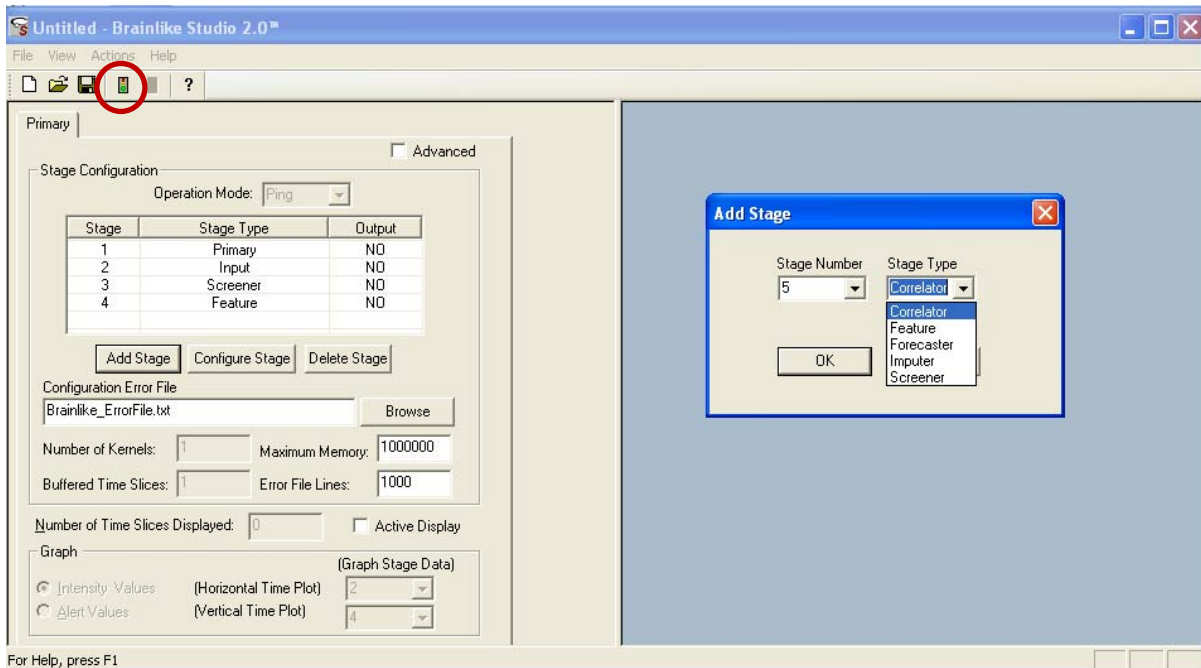 Untitled - Brainlike Studio 2.0™
File View Actions Help
?
Primary
Advanced
Stage Configuration
Operation Mode: Ping
Stage Stage Type Output
1 Primary NO
2 Input NO
3 Screener NO
4 Feature NO
Add Stage Configure Stage Delete Stage
Configuration Error File
Brainlike_ErrorFile.txt Browse
Number of Kernels: 1 Maximum Memory: 1000000
Buffered Time Slices: 1 Error File Lines: 1000
Number of Time Slices Displayed: 0 Active Display
Graph
(Graph Stage Data)
Intensity Values (Horizontal Time Plot) 2
Alert Values (Vertical Time Plot) 4
For Help, press F1
Add Stage
Stage Number Stage Type
5 Correlator
Correlator
Feature
Forecaster
Imputer
Screener
OK